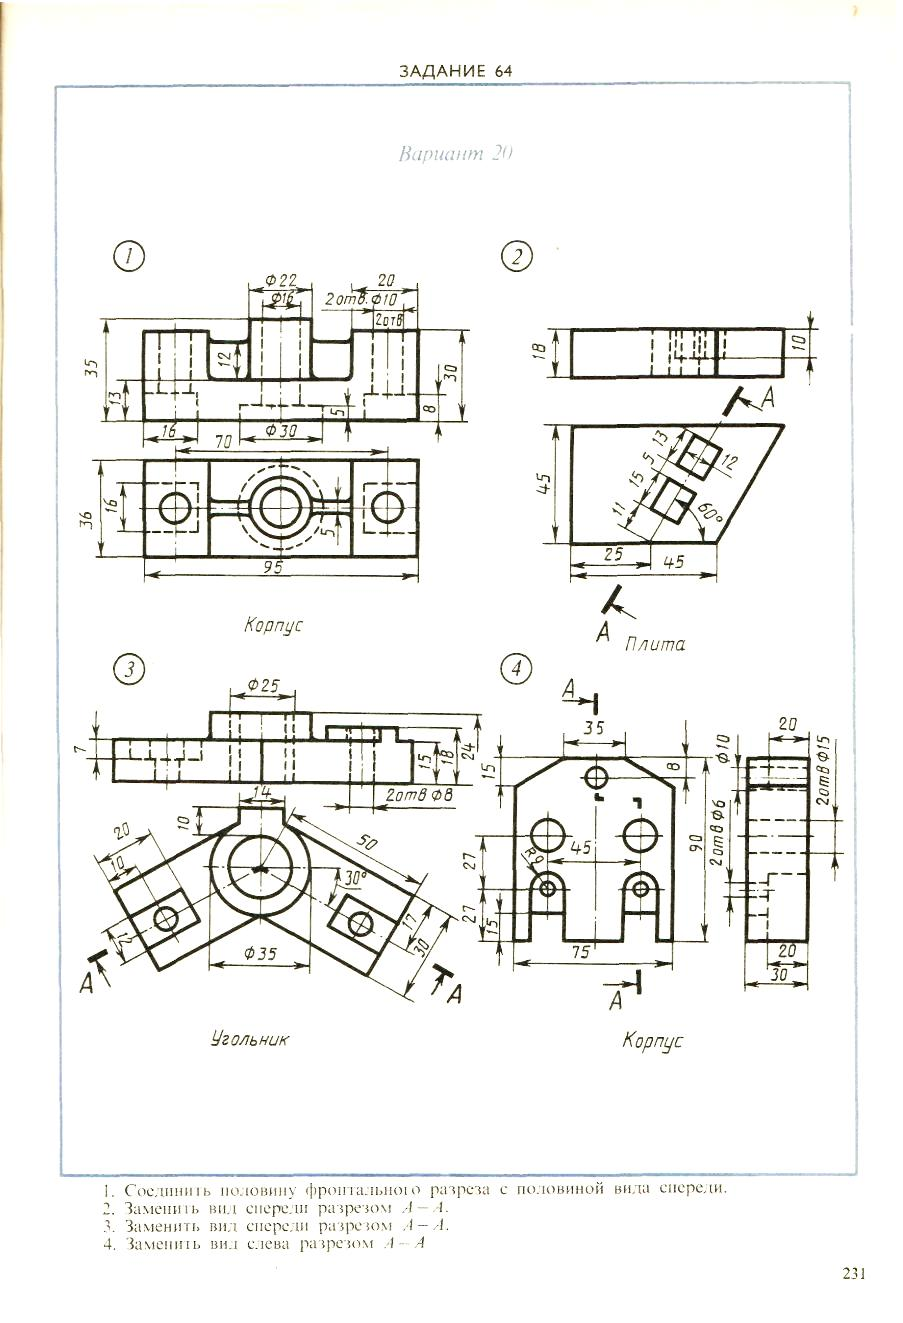 ЗАДАНИЕ 64
Вариант 20
1
2
Ф22
20
Ф16
2отв.Ф10
2отв
35
13
12
5
8
30
16
70
Ф30
36
16
5
95
Корпус
18
10
А
45
13
5
15
11
12
60°
25
45
А
Плита
3
4
Ф25
7
15
18
24
14
2отв Ф8
10
20
10
50
30°
12
17
30
Ф35
А
А
Угольник
А
35
15
8
20
Ф10
2отв Ф15
90
2отв Ф6
R9
45
27
27
15
75
20
30
А
Корпус
1. Соединить половину фронтального разреза с половиной вида спереди.
2. Заменить вид спереди разрезом А – А.
3. Заменить вид спереди разрезом А – А.
4. Заменить вид слева разрезом А – А
231